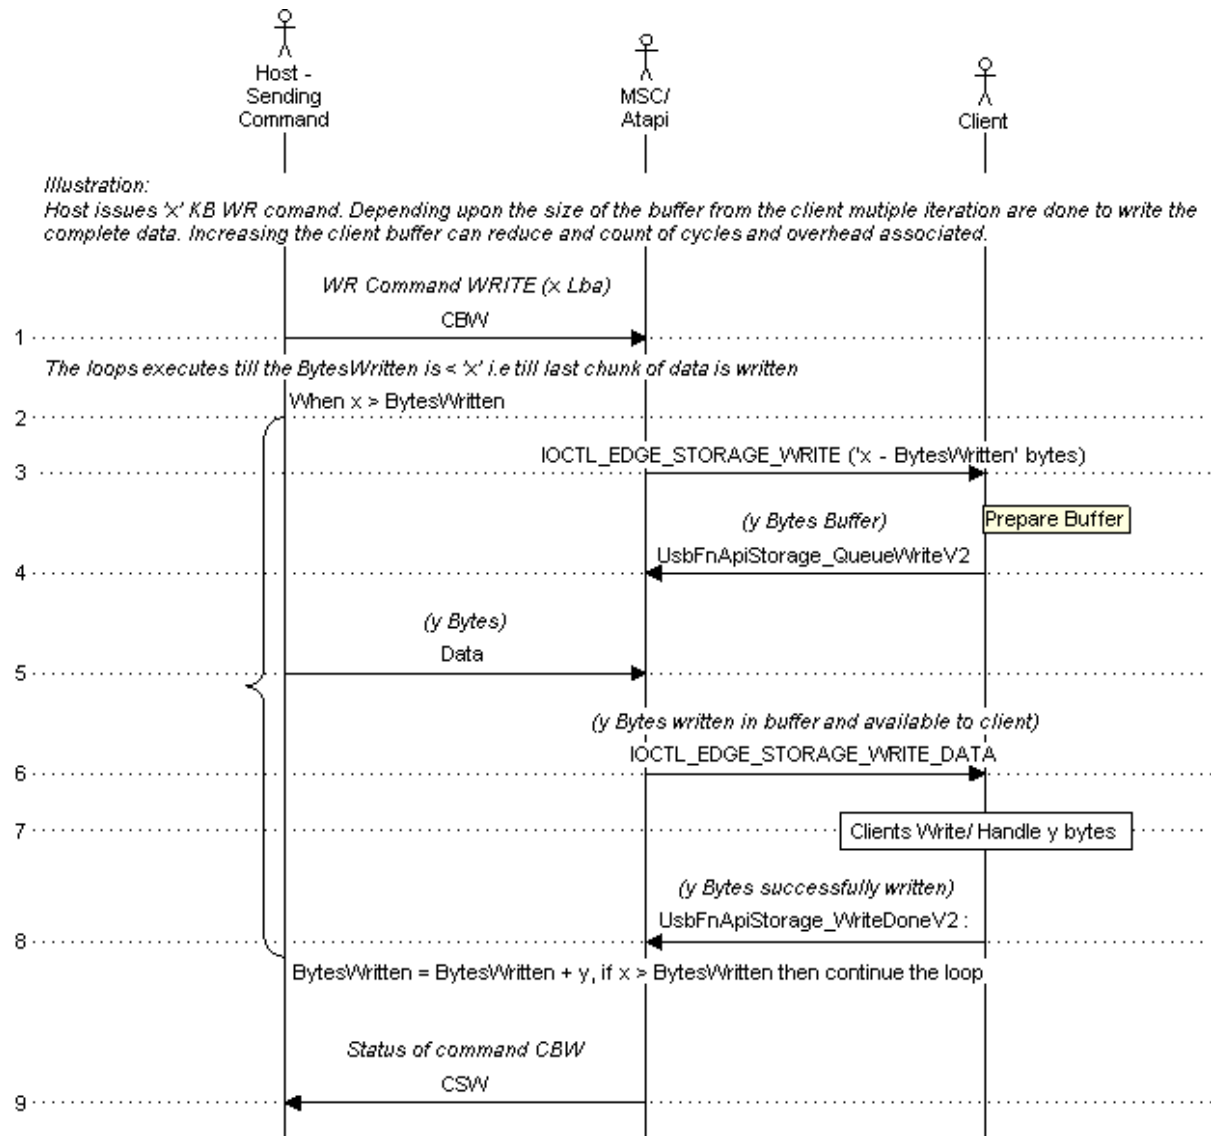 Host -
Sending
Command
MSC/
Atapi
Client
Illustration:
Host issues 'x' KB WR comand. Depending upon the size of the buffer from the client mutiple iteration are done to write the
complete data. Increasing the client buffer can reduce and count of cycles and overhead associated.
WR Command WRITE (x Lba)
CBW
1
The loops executes till the BytesWritten is < 'x' i.e till last chunk of data is written
When x > BytesWritten
2
IOCTL_EDGE_STORAGE_WRITE ('x - BytesWritten' bytes)
3
(y Bytes Buffer)
Prepare Buffer
UsbFnApiStorage_QueueWriteV2
4
(y Bytes)
Data
5
(y Bytes written in buffer and available to client)
IOCTL_EDGE_STORAGE_WRITE_DATA
6
7
Clients Write/ Handle y bytes
(y Bytes successfully written)
UsbFnApiStorage_WriteDoneV2 :
8
BytesWritten = BytesWritten + y, if x > BytesWritten then continue the loop
Status of command CBW
CSW
9